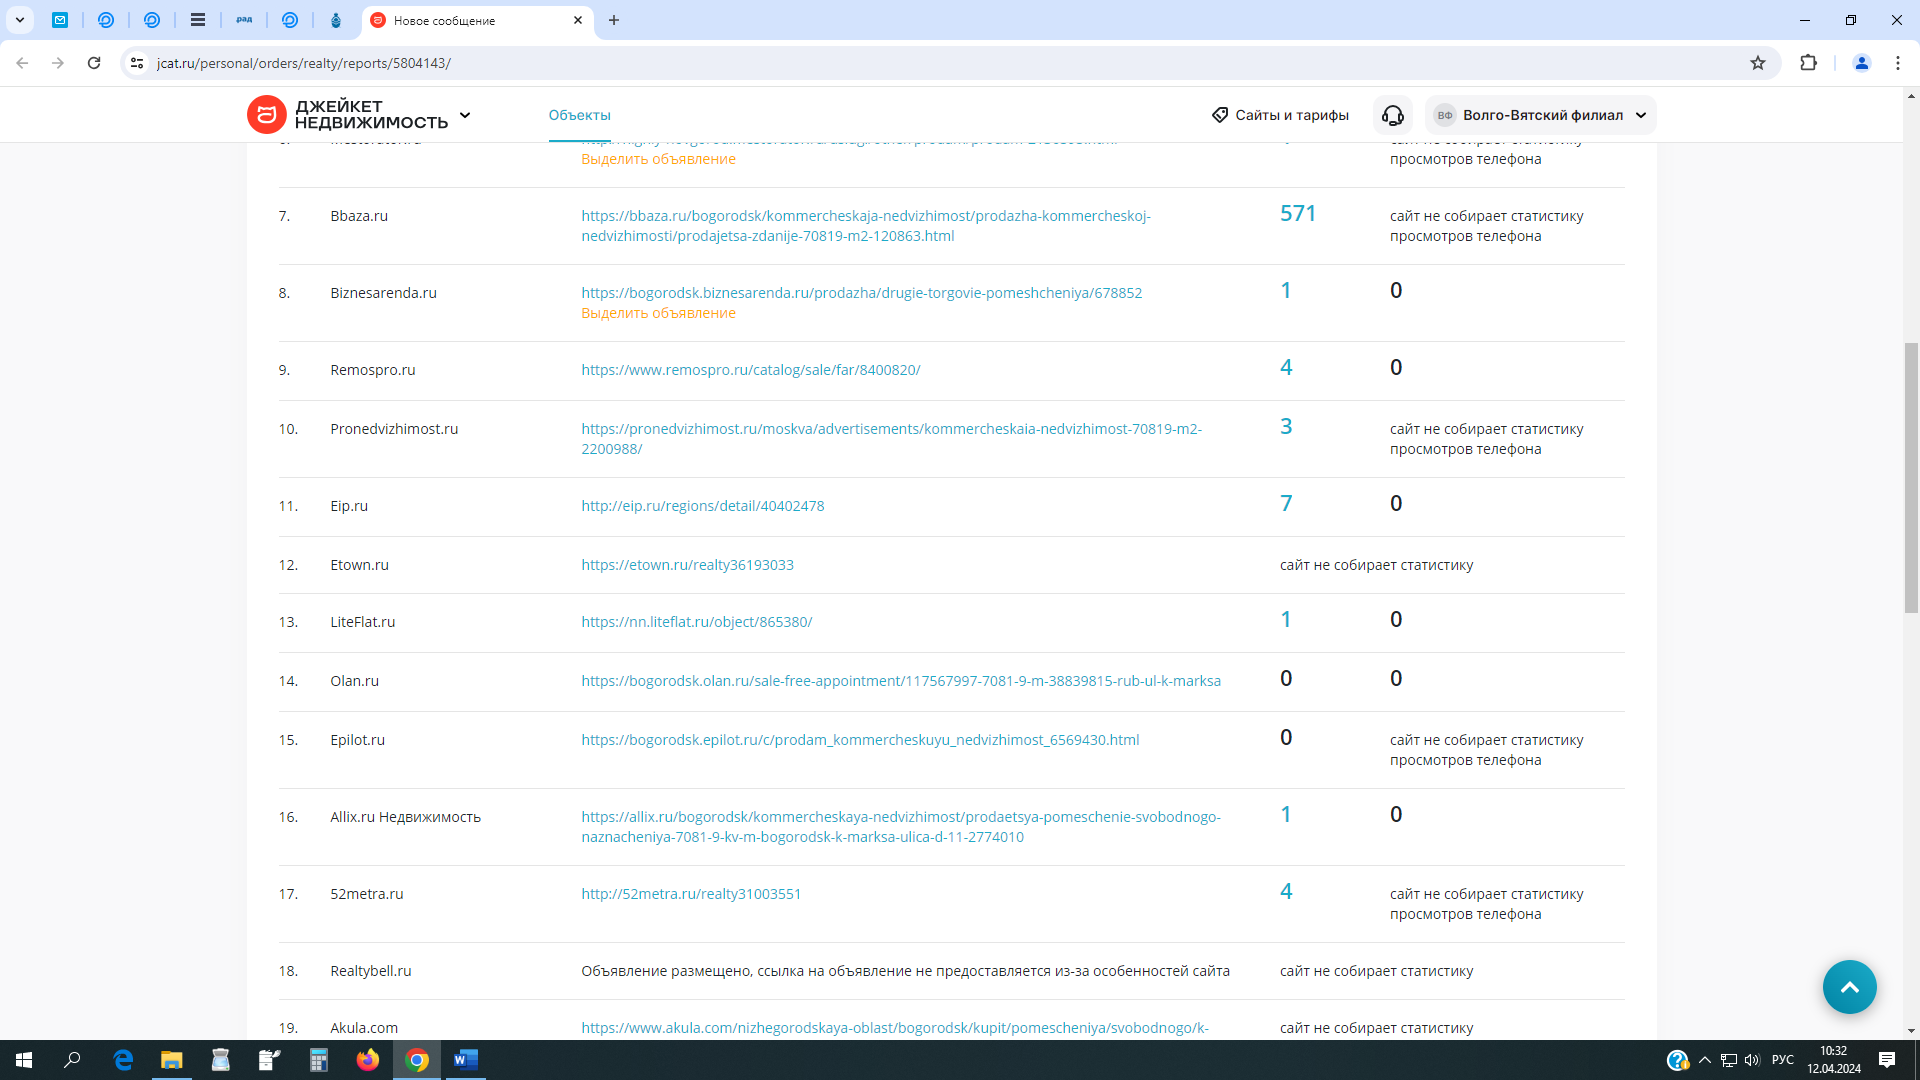 рад
Новое сообщение
jcat.ru/personal/orders/realty/reports/5804143/
ДЖЕЙКЕТ
НЕДВИЖИМОСТЬ
Объекты
Сайты и тарифы
ВФ Волго-Вятский филиал
Выделить объявление
просмотров телефона
7. Bbaza.ru https://bbaza.ru/bogorodsk/kommercheskaja-nedvizhimost/prodazha-kommercheskoj- 571 сайт не собирает статистику
nedvizhimosti/prodajetsa-zdanije-70819-m2-120863.html просмотров телефона
8. Biznesarenda.ru https://bogorodsk.biznesarenda.ru/prodazha/drugie-torgovie-pomeshcheniya/678852 1 0
Выделить объявление
9. Remospro.ru https://www.remospro.ru/catalog/sale/far/8400820/ 4 0
10. Pronedvizhimost.ru https://pronedvizhimost.ru/moskva/advertisements/kommercheskaia-nedvizhimost-70819-m2- 3 сайт не собирает статистику
2200988/ просмотров телефона
11. Eip.ru http://eip.ru/regions/detail/40402478 7 0
12. Etown.ru https://etown.ru/realty36193033 сайт не собирает статистику
13. LiteFlat.ru https://nn.liteflat.ru/object/865380/ 1 0
14. Olan.ru https://bogorodsk.olan.ru/sale-free-appointment/117567997-7081-9-m-38839815-rub-ul-k-marksa 0 0
15. Epilot.ru https://bogorodsk.epilot.ru/c/prodam_kommercheskuyu_nedvizhimost_6569430.html 0 сайт не собирает статистику
просмотров телефона
16. Allix.ru Недвижимость https://allix.ru/bogorodsk/kommercheskaya-nedvizhimost/prodaetsya-pomeschenie-svobodnogo- 1 0
naznacheniya-7081-9-kv-m-bogorodsk-k-marksa-ulica-d-11-2774010
17. 52metra.ru http://52metra.ru/realty31003551 4 сайт не собирает статистику
просмотров телефона
18. Realtybell.ru Объявление размещено, ссылка на объявление не предоставляется из-за особенностей сайта сайт не собирает статистику
19. Akula.com https://www.akula.com/nizhegorodskaya-oblast/bogorodsk/kupit/pomescheniya/svobodnogo/k- сайт не собирает статистику
РУС
10:32
12.04.2024